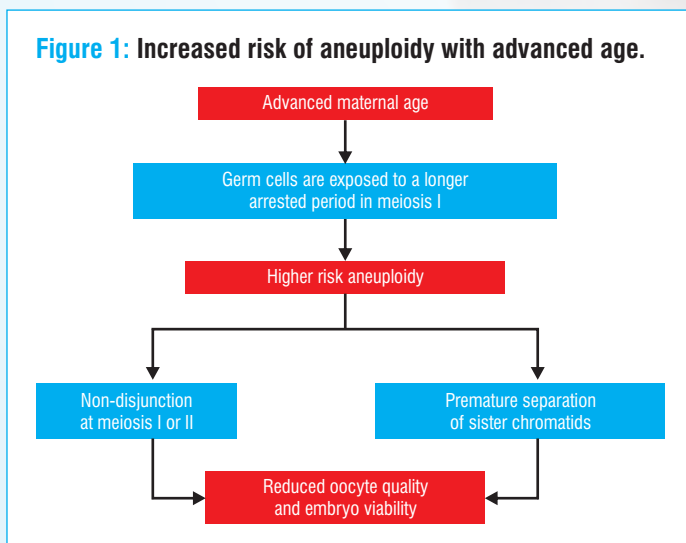 Figure 1: Increased risk of aneuploidy with advanced age.
Advanced maternal age
Germ cells are exposed to a longer
arrested period in meiosis I
Higher risk aneuploidy
Non-disjunction
at meiosis I or II
Premature separation
of sister chromatids
Reduced oocyte quality
and embryo viability